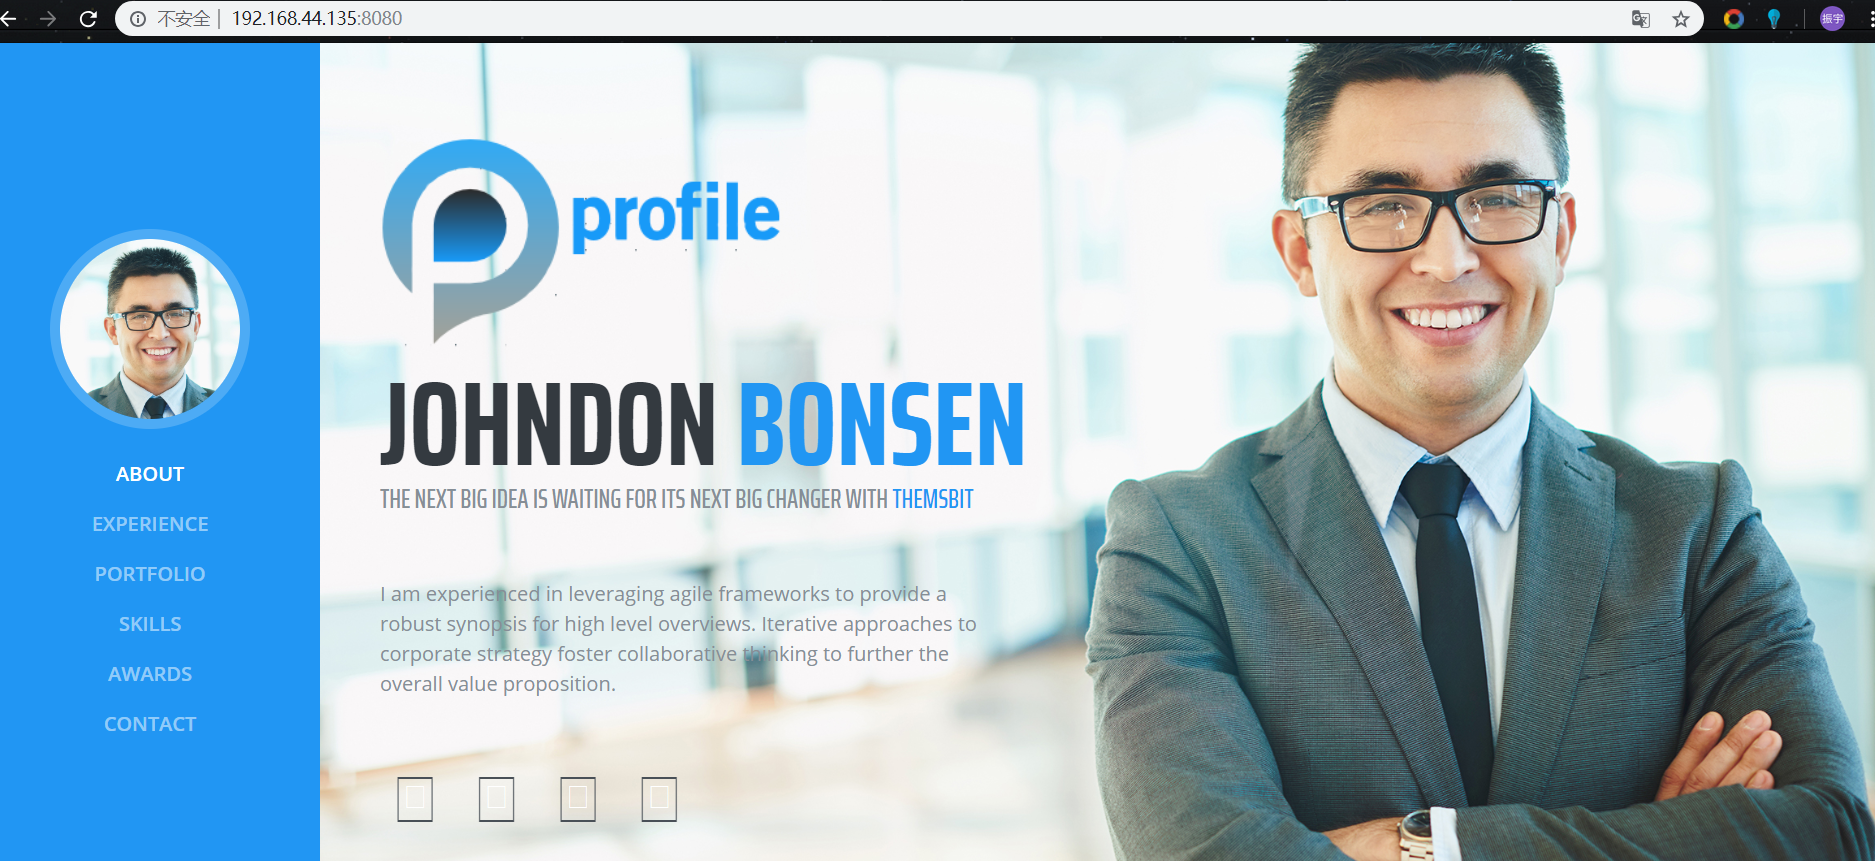 不安全 192.168.44.135:8080
振宇
profile
JOHNDON BONSEN
THE NEXT BIG IDEA IS WAITING FOR ITS NEXT BIG CHANGER WITH THEMSBIT
I am experienced in leveraging agile frameworks to provide a
robust synopsis for high level overviews. Iterative approaches to
corporate strategy foster collaborative thinking to further the
overall value proposition.
ABOUT
EXPERIENCE
PORTFOLIO
SKILLS
AWARDS
CONTACT